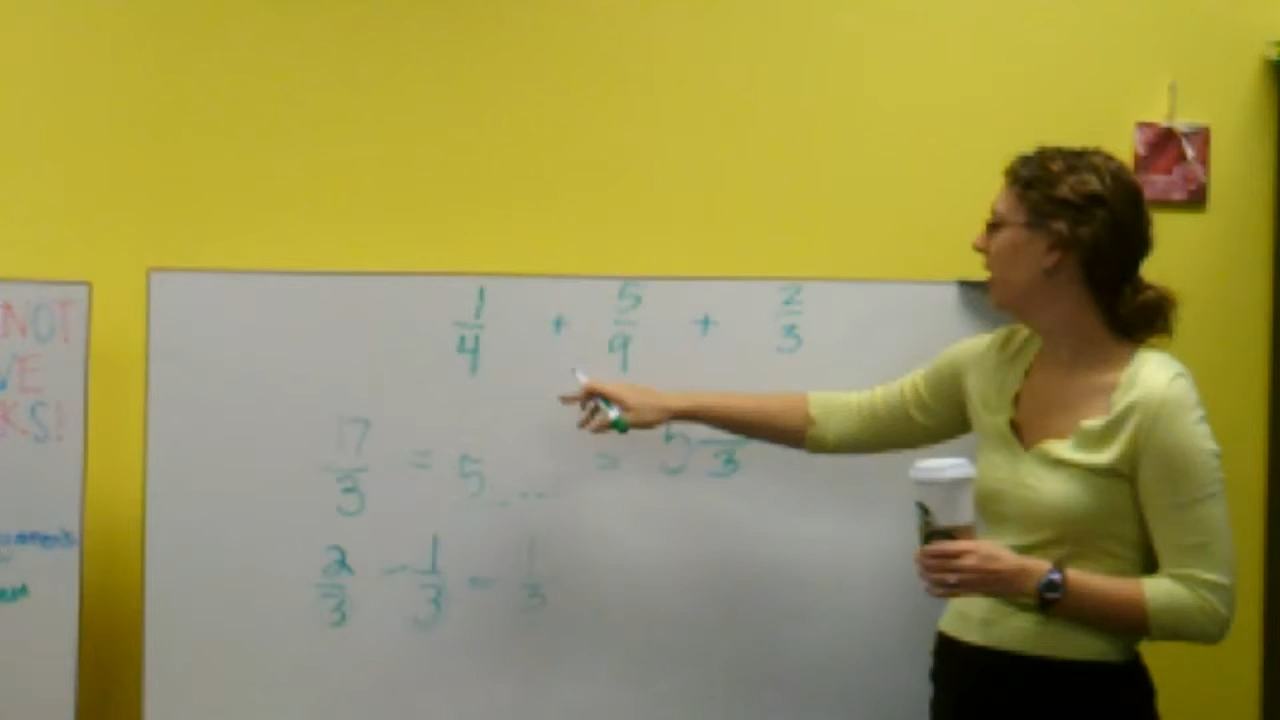 NOT
VE
KS!
1/4 + 5/9 + 2/3
17/3 = 5... = 5 /3
2/3 - 1/3 = 1/3